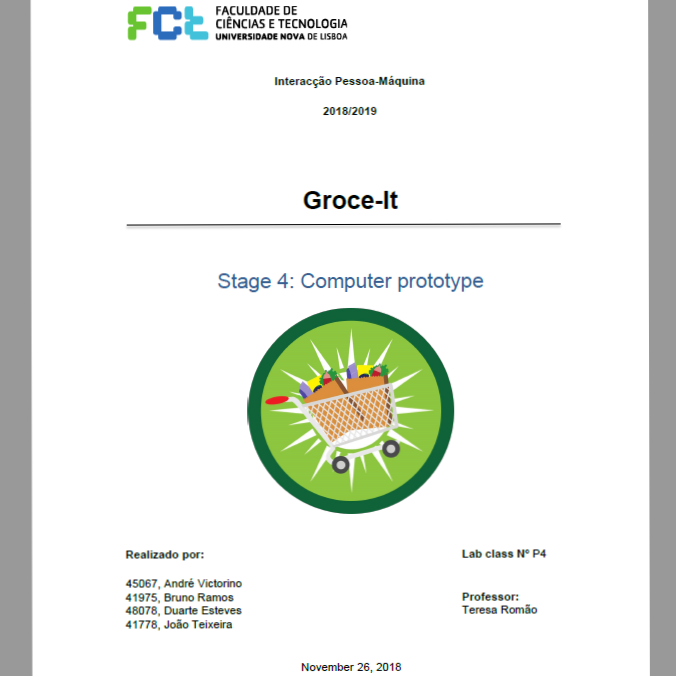 FCt
FACULDADE DE
CIÊNCIAS E TECNOLOGIA
UNIVERSIDADE NOVA DE LISBOA
Interacção Pessoa-Máquina
2018/2019
Groce-It
Stage 4: Computer prototype
Realizado por:
Lab class Nº P4
45067, André Victorino
41975, Bruno Ramos
48078, Duarte Esteves
41778, João Teixeira
Professor:
Teresa Romão
November 26, 2018